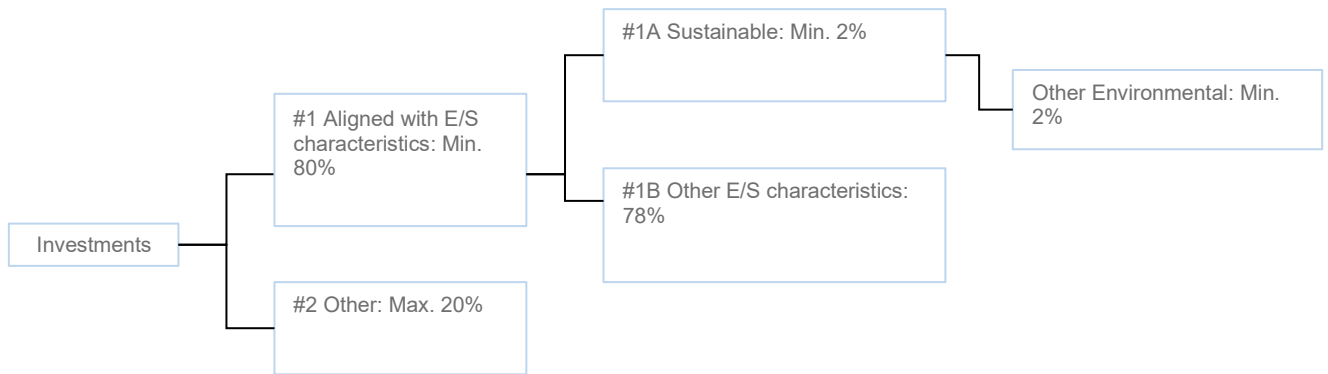 Investments
#1 Aligned with E/S
characteristics: Min.
80%
#2 Other: Max. 20%
#1A Sustainable: Min. 2%
#1B Other E/S characteristics:
78%
Other Environmental: Min.
2%